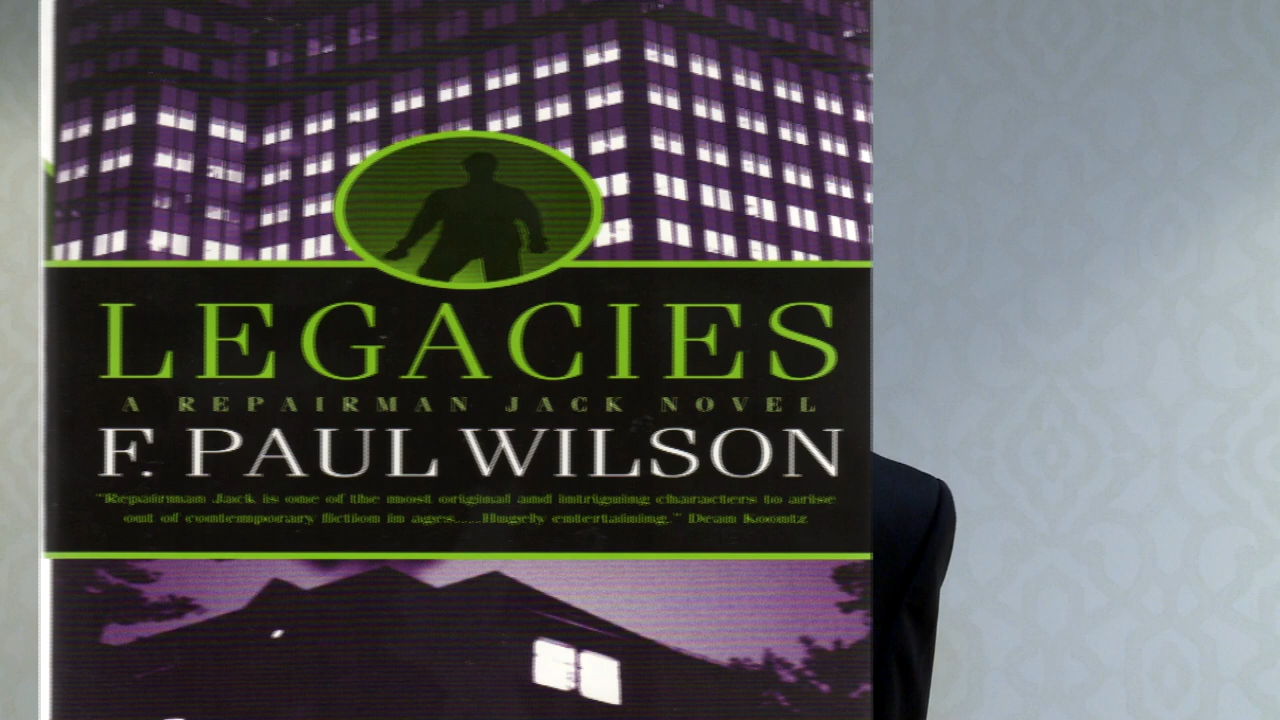 LEGACIES
A REPAIRMAN JACK NOVEL
F. PAUL WILSON
"Repairman Jack is one of the most original and intriguing characters to arise
out of contemporary fiction in ages....Hugely entertaining." Dean Koontz